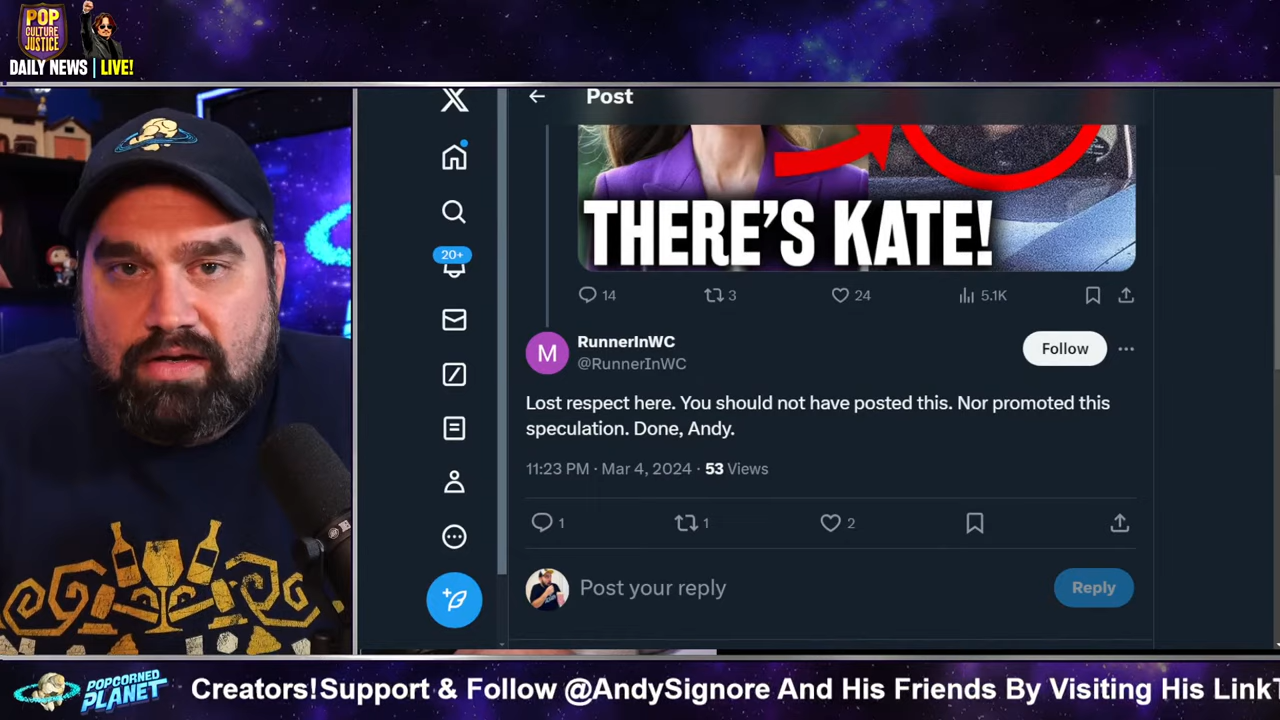 POP
CULTURE
JUSTICE
DAILY NEWS | LIVE!
Post
THERE'S KATE!
14
3
24
5.1K
20+
RunnerInWC
@RunnerInWC
Follow
M
Lost respect here. You should not have posted this. Nor promoted this
speculation. Done, Andy.
11:23 PM · Mar 4, 2024 · 53 Views
1
1
2
Post your reply
Reply
POPCORNED
PLANET
Creators!Support & Follow @AndySignore And His Friends By Visiting His LinkT